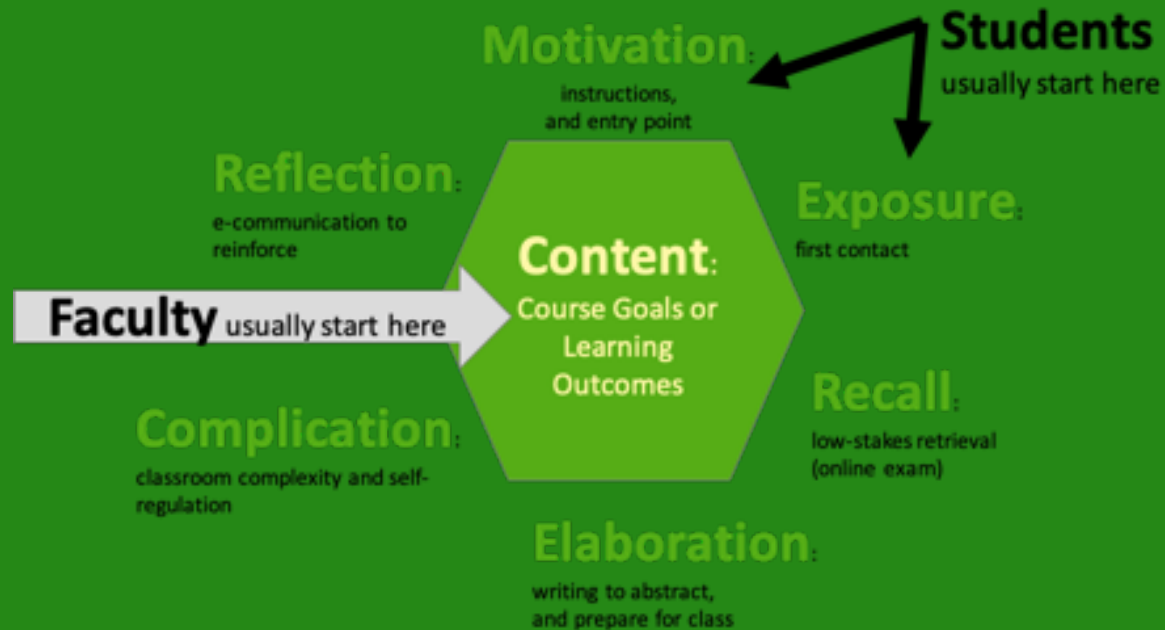 Students
usually start here
Motivation:
instructions,
and entry point
Reflection:
e-communication to
reinforce
Exposure:
first contact
Content:
Course Goals or
Learning
Outcomes
Faculty usually start here
Recall:
low-stakes retrieval
(online exam)
Complication:
classroom complexity and self-
regulation
Elaboration:
writing to abstract,
and prepare for class